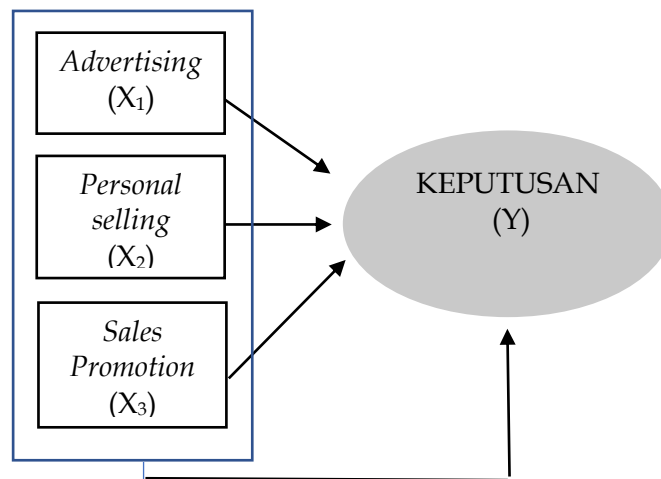 Advertising
(X₁)
Personal
selling
(X₂)
Sales
Promotion
(X₃)
KEPUTUSAN
(Y)